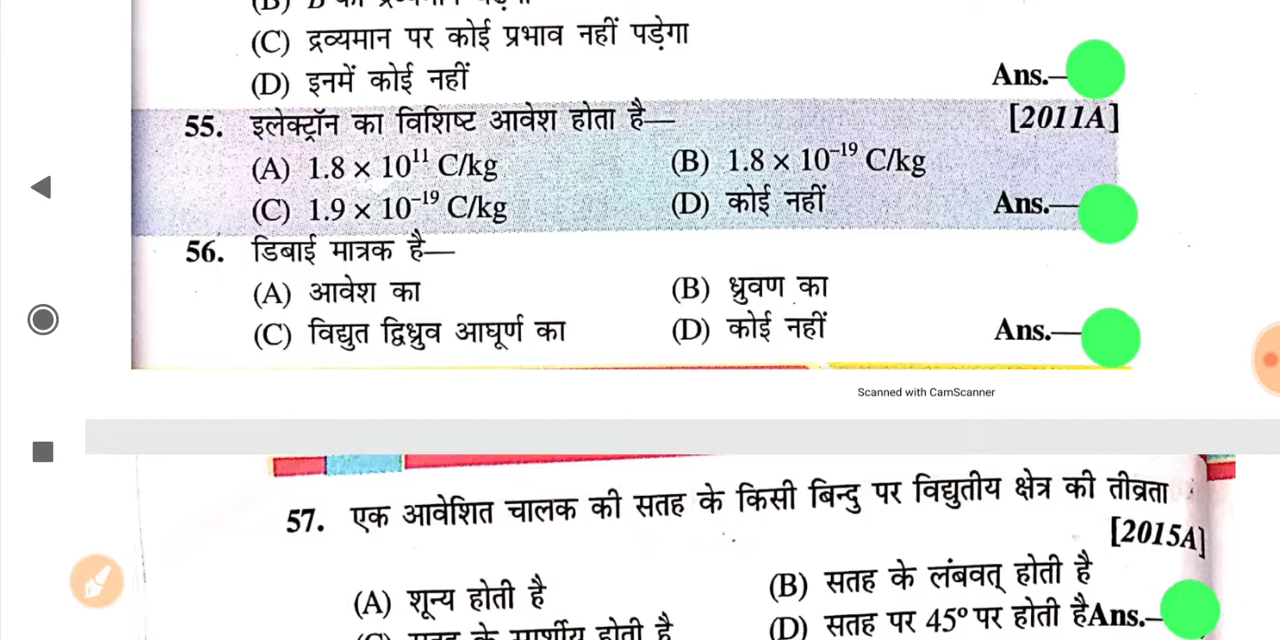 (C) द्रव्यमान पर कोई प्रभाव नहीं पड़ेगा
(D) इनमें कोई नहीं Ans.—
55. इलेक्ट्रॉन का विशिष्ट आवेश होता है— [2011A]
(A) 1.8 × 10¹¹ C/kg (B) 1.8 × 10⁻¹⁹ C/kg
(C) 1.9 × 10⁻¹⁹ C/kg (D) कोई नहीं Ans.—
56. डिबाई मात्रक है—
(A) आवेश का (B) ध्रुवण का
(C) विद्युत द्विध्रुव आघूर्ण का (D) कोई नहीं Ans.—
Scanned with CamScanner
57. एक आवेशित चालक की सतह के किसी बिन्दु पर विद्युतीय क्षेत्र की तीव्रता
[2015A]
(A) शून्य होती है (B) सतह के लंबवत् होती है
(D) सतह पर 45° पर होती है Ans.—